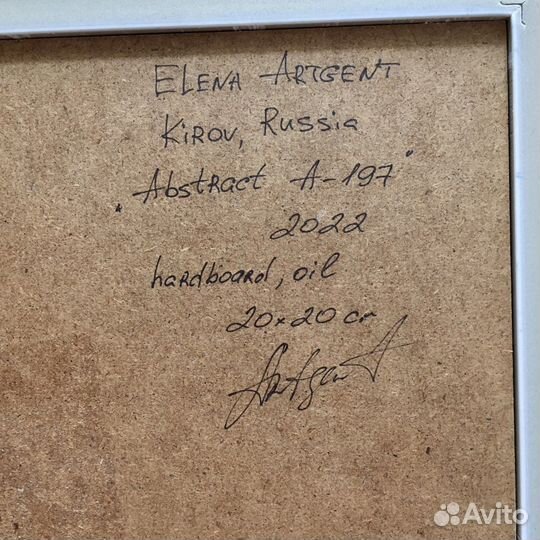 ELENA ARTGENT
Kirov, Russia
"Abstract A-197"
2022
hardboard, oil
20x20 cm
Artgent
Avito